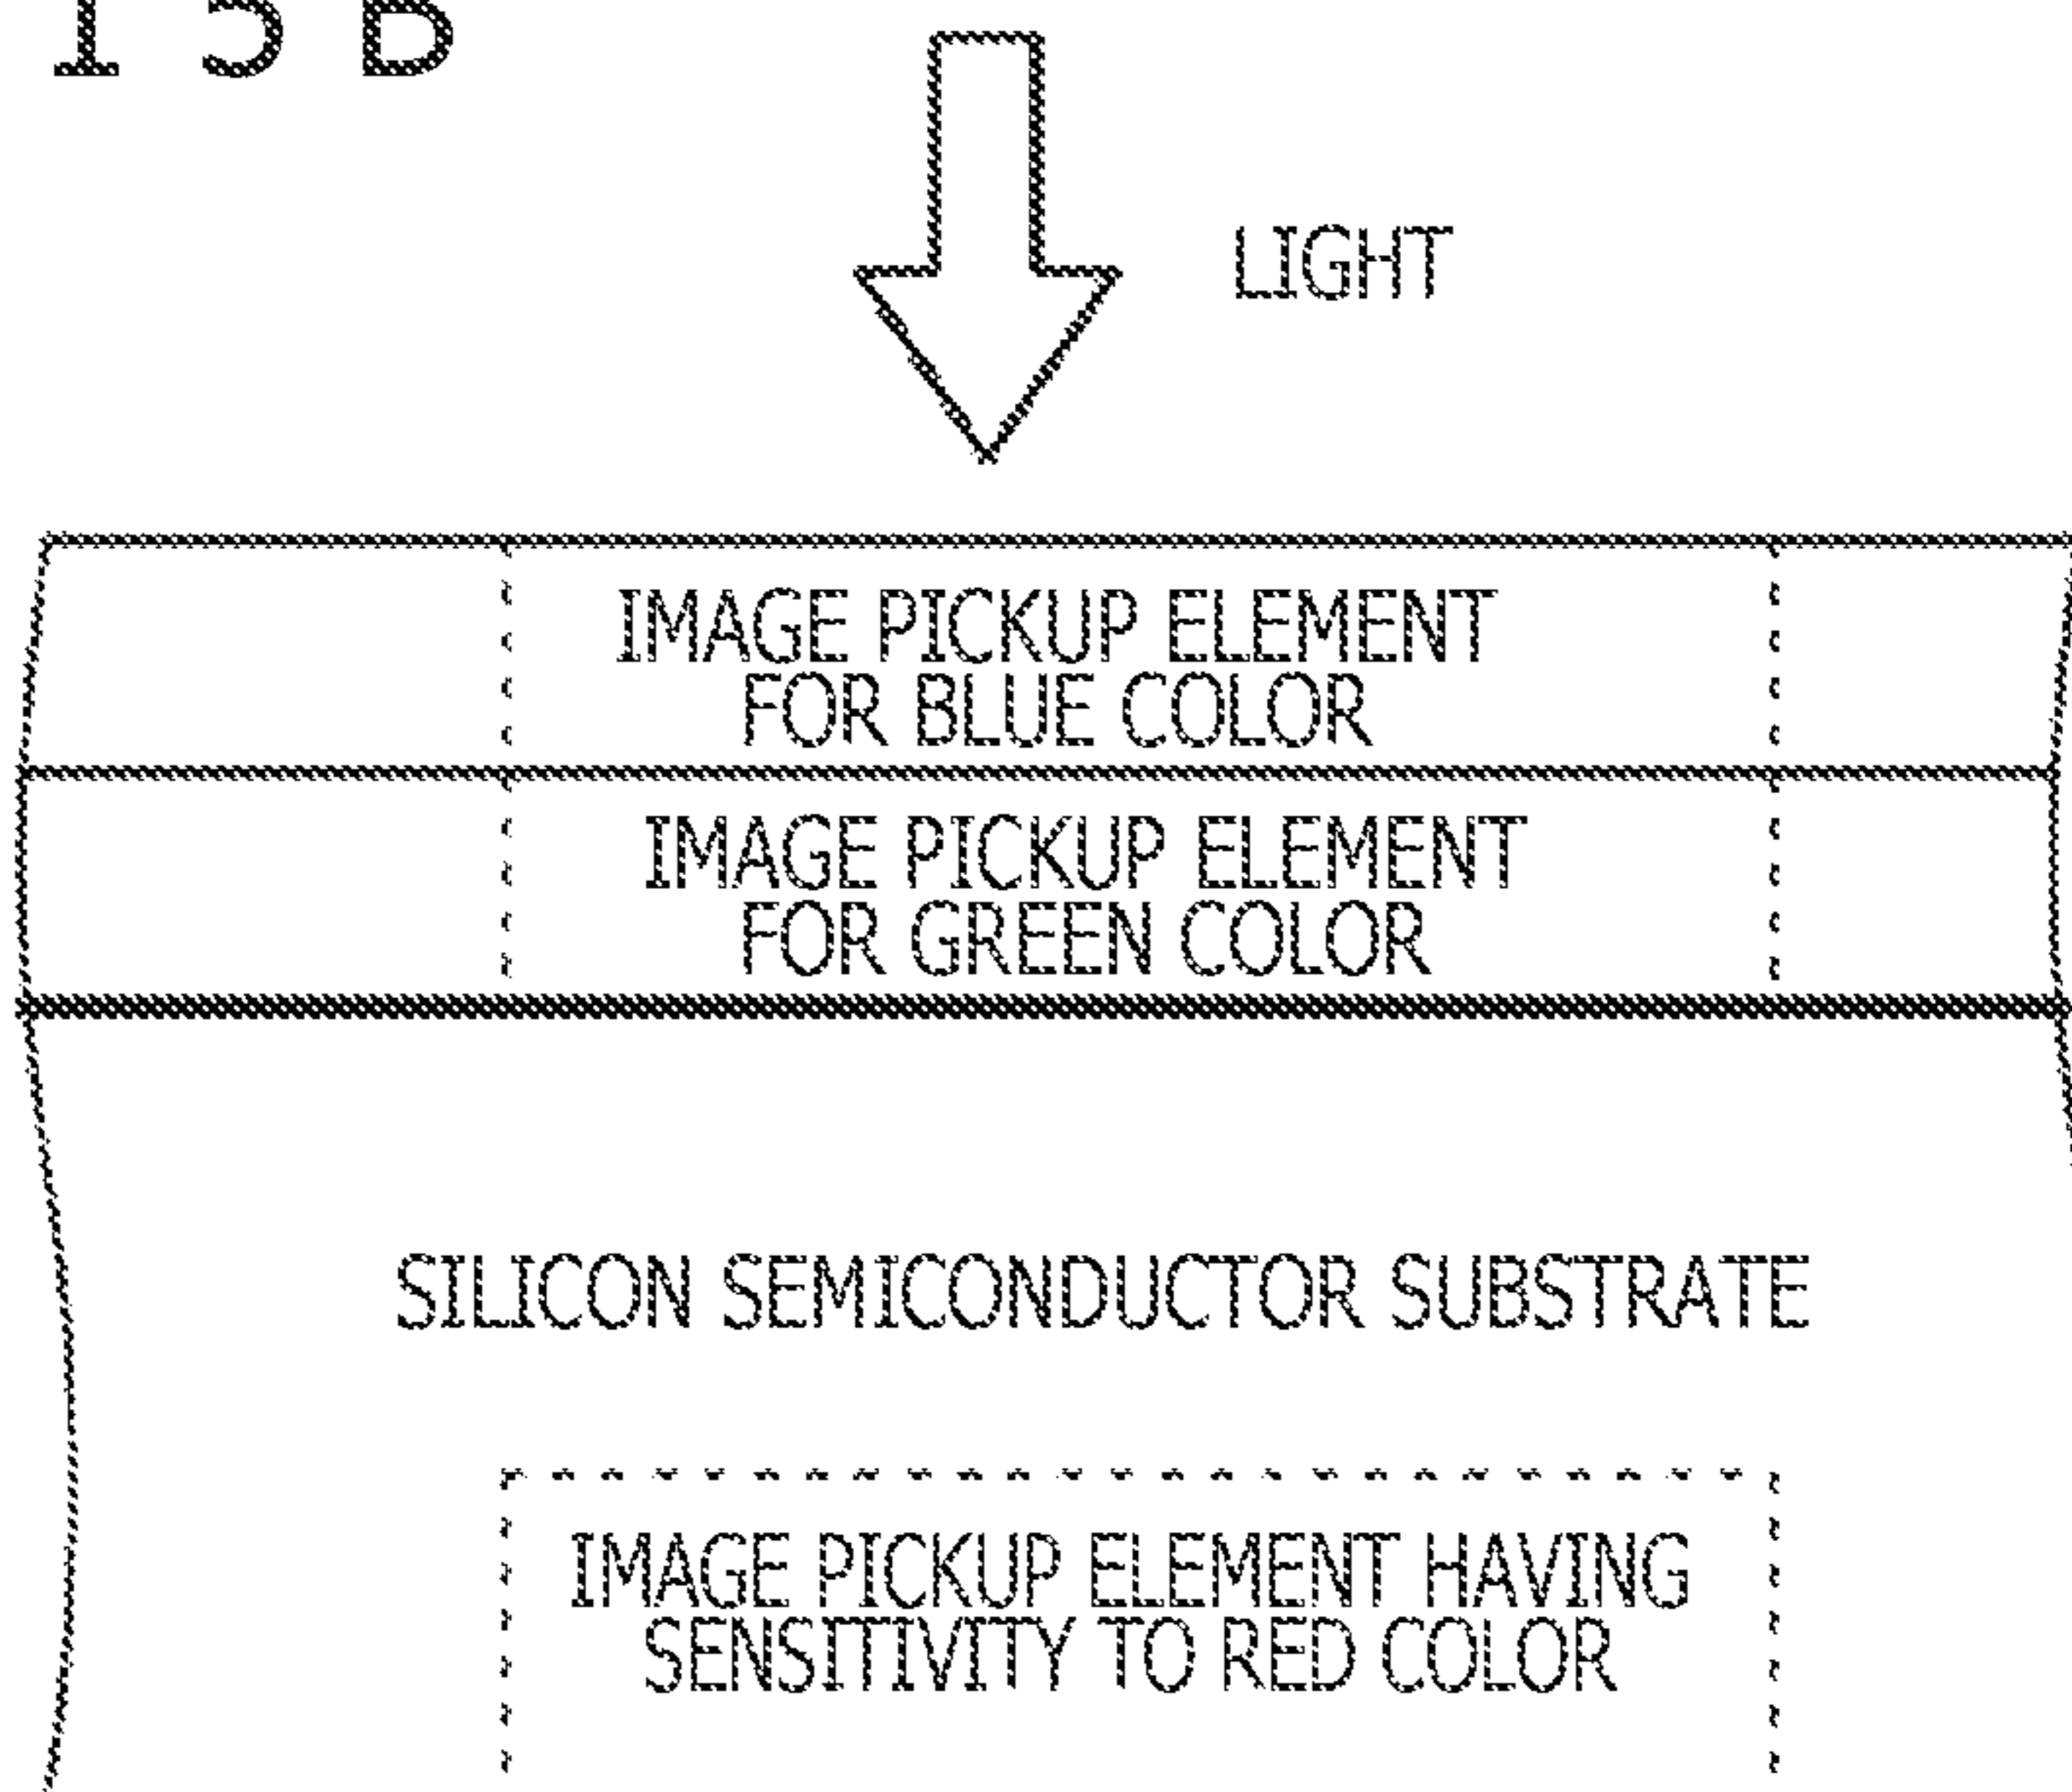 15B
LIGHT
IMAGE PICKUP ELEMENT
FOR BLUE COLOR
IMAGE PICKUP ELEMENT
FOR GREEN COLOR
SILICON SEMICONDUCTOR SUBSTRATE
IMAGE PICKUP ELEMENT HAVING
SENSITIVITY TO RED COLOR